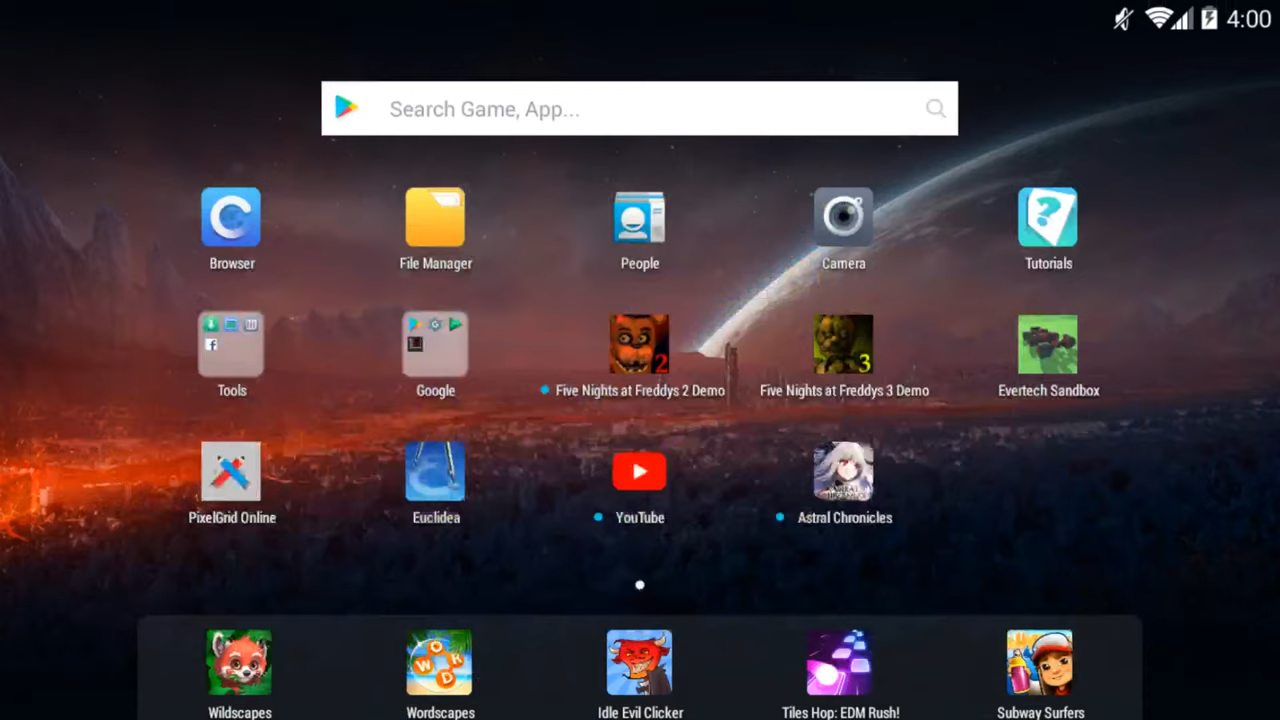 4:00
Search Game, App...
Browser
File Manager
People
Camera
Tutorials
Tools
Google
2
Five Nights at Freddys 2 Demo
3
Five Nights at Freddys 3 Demo
Evertech Sandbox
PixelGrid Online
Euclidea
YouTube
Astral Chronicles
Wildscapes
W O R D
Wordscapes
Idle Evil Clicker
Tiles Hop: EDM Rush!
Subway Surfers